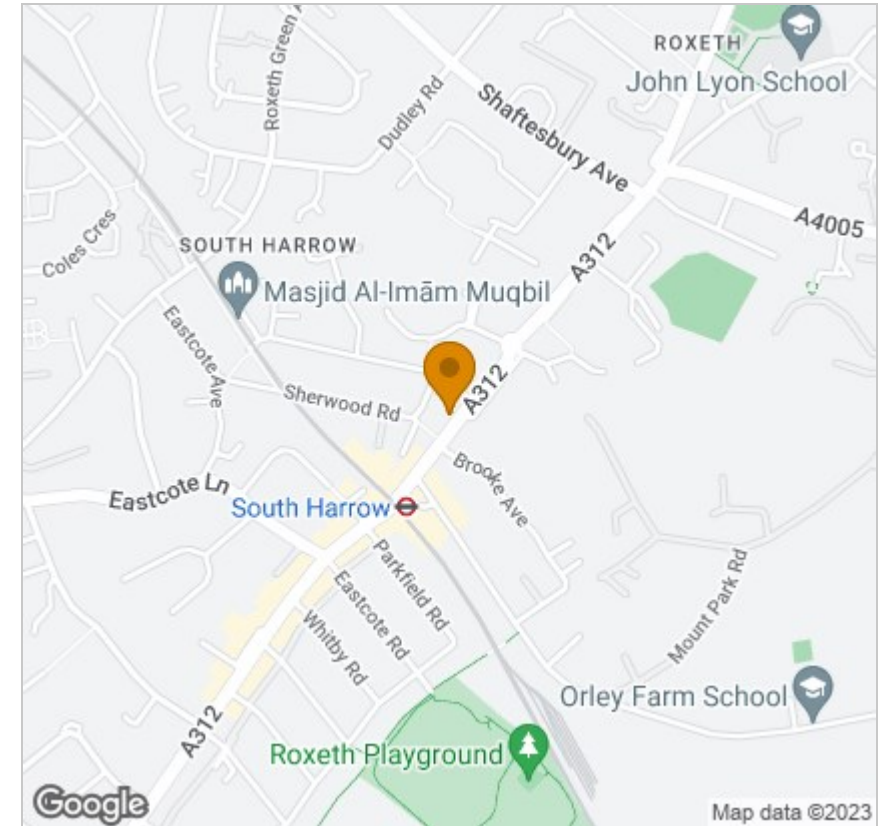 ROXETH
John Lyon School
Roxeth Green A
Dudley Rd
Shaftesbury Ave
A4005
Coles Cres
SOUTH HARROW
A312
Masjid Al-Imām Muqbil
Eastcote Ave
Sherwood Rd
A312
Brooke Ave
Eastcote Ln
South Harrow
Parkfield Rd
Eastcote Rd
Whitby Rd
Mount Park Rd
A312
Orley Farm School
Roxeth Playground
Google
Map data ©2023